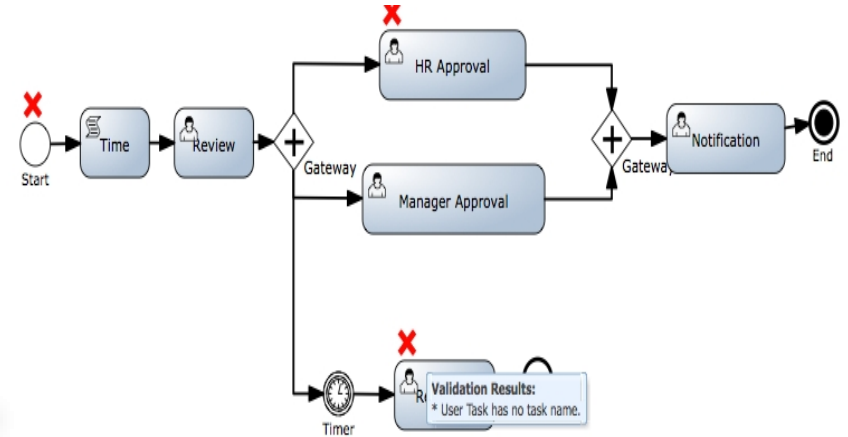 HR Approval
Time
Review
Gateway
Notification
Gateway
Start
End
Manager Approval
Validation Results:
* User Task has no task name.
Timer